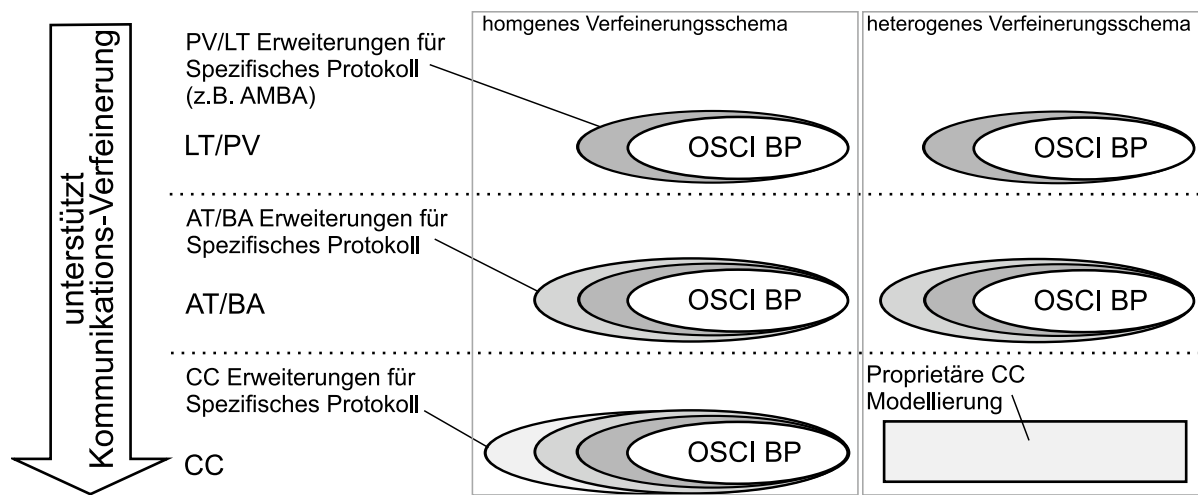 unterstützt
Kommunikations-Verfeinerung
homgenes Verfeinerungsschema
heterogenes Verfeinerungsschema
PV/LT Erweiterungen für
Spezifisches Protokoll
(z.B. AMBA)
LT/PV
OSCI BP
OSCI BP
AT/BA Erweiterungen für
Spezifisches Protokoll
AT/BA
OSCI BP
OSCI BP
CC Erweiterungen für
Spezifisches Protokoll
CC
OSCI BP
Proprietäre CC
Modellierung